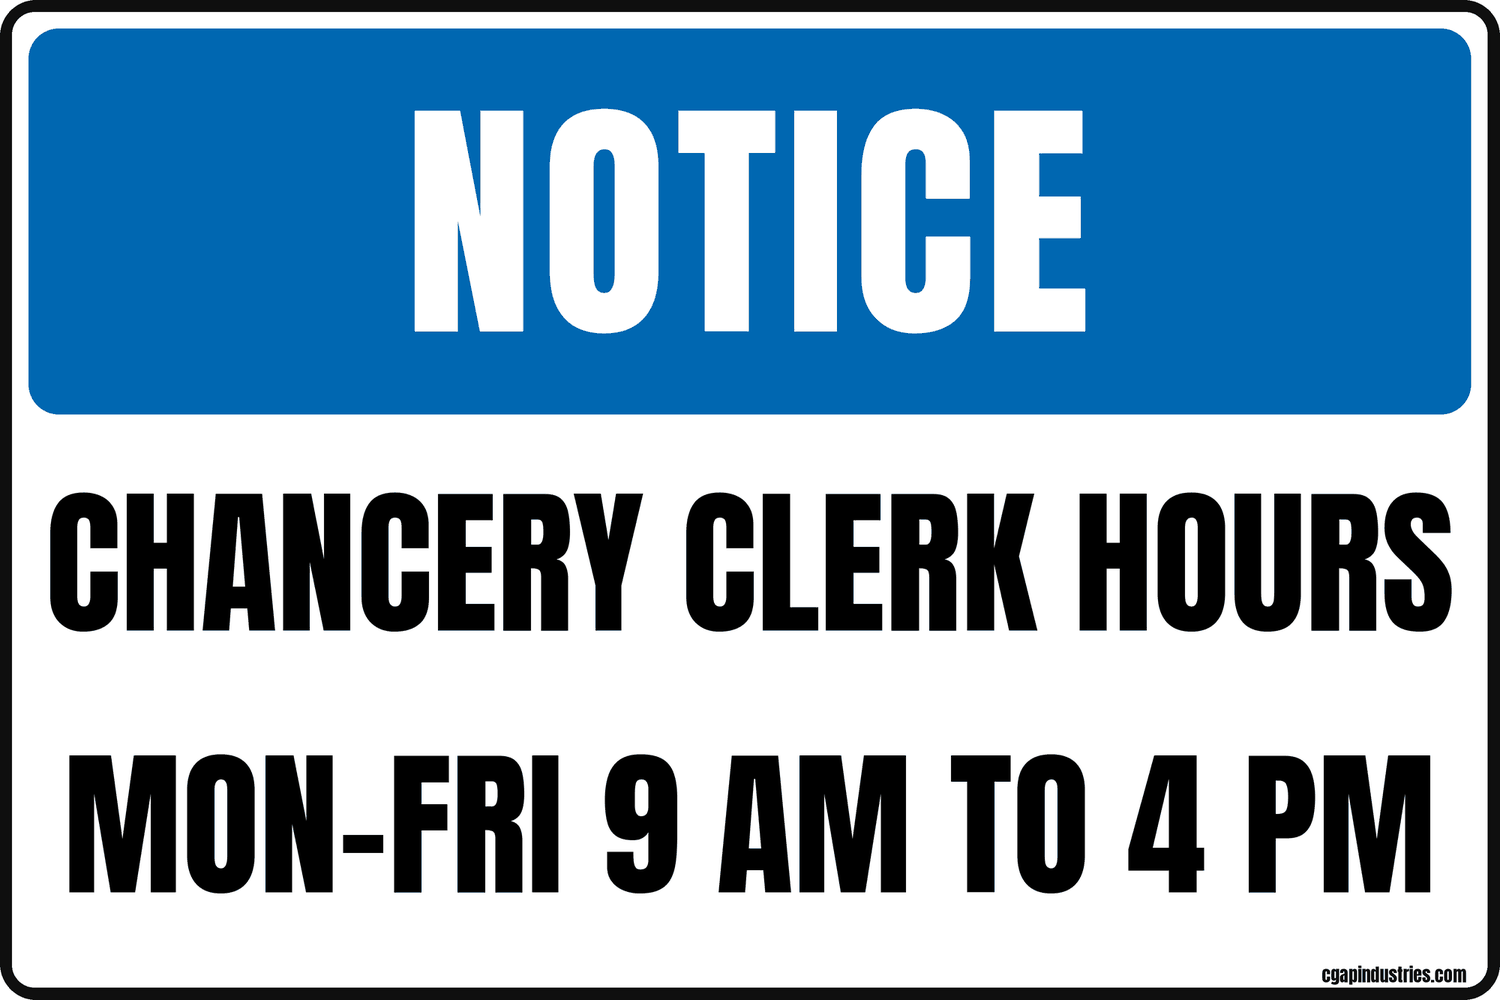 NOTICE
CHANCERY CLERK HOURS
MON-FRI 9 AM TO 4 PM
cgapindustries.com